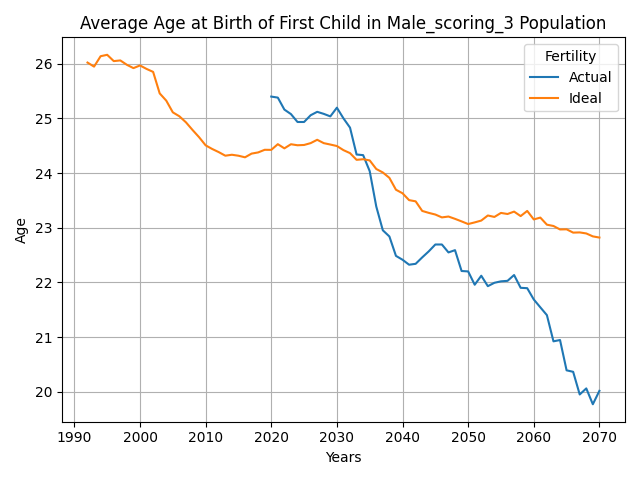 Average Age at Birth of First Child in Male_scoring_3 Population
Fertility
Actual
Ideal
Age
26
25
24
23
22
21
20
1990
2000
2010
2020
2030
2040
2050
2060
2070
Years